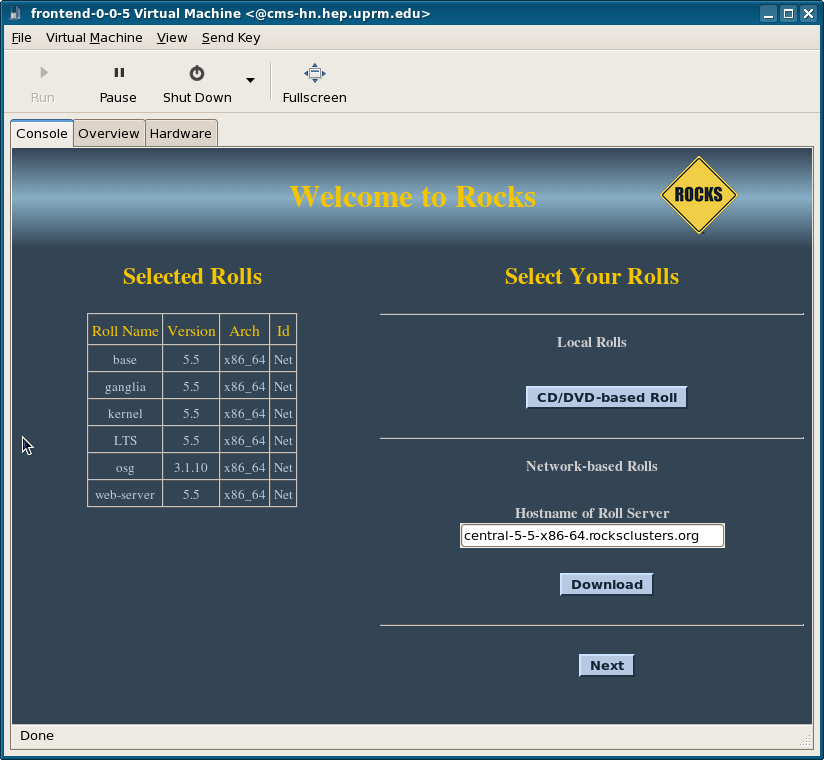 frontend-0-0-5 Virtual Machine <@cms-hn.hep.uprm.edu>
File Virtual Machine View Send Key
Run Pause Shut Down Fullscreen
Console Overview Hardware
Welcome to Rocks
ROCKS
Selected Rolls
Roll Name Version Arch Id
base 5.5 x86_64 Net
ganglia 5.5 x86_64 Net
kernel 5.5 x86_64 Net
LTS 5.5 x86_64 Net
osg 3.1.10 x86_64 Net
web-server 5.5 x86_64 Net
Select Your Rolls
Local Rolls
CD/DVD-based Roll
Network-based Rolls
Hostname of Roll Server
central-5-5-x86-64.rocksclusters.org
Download
Next
Done